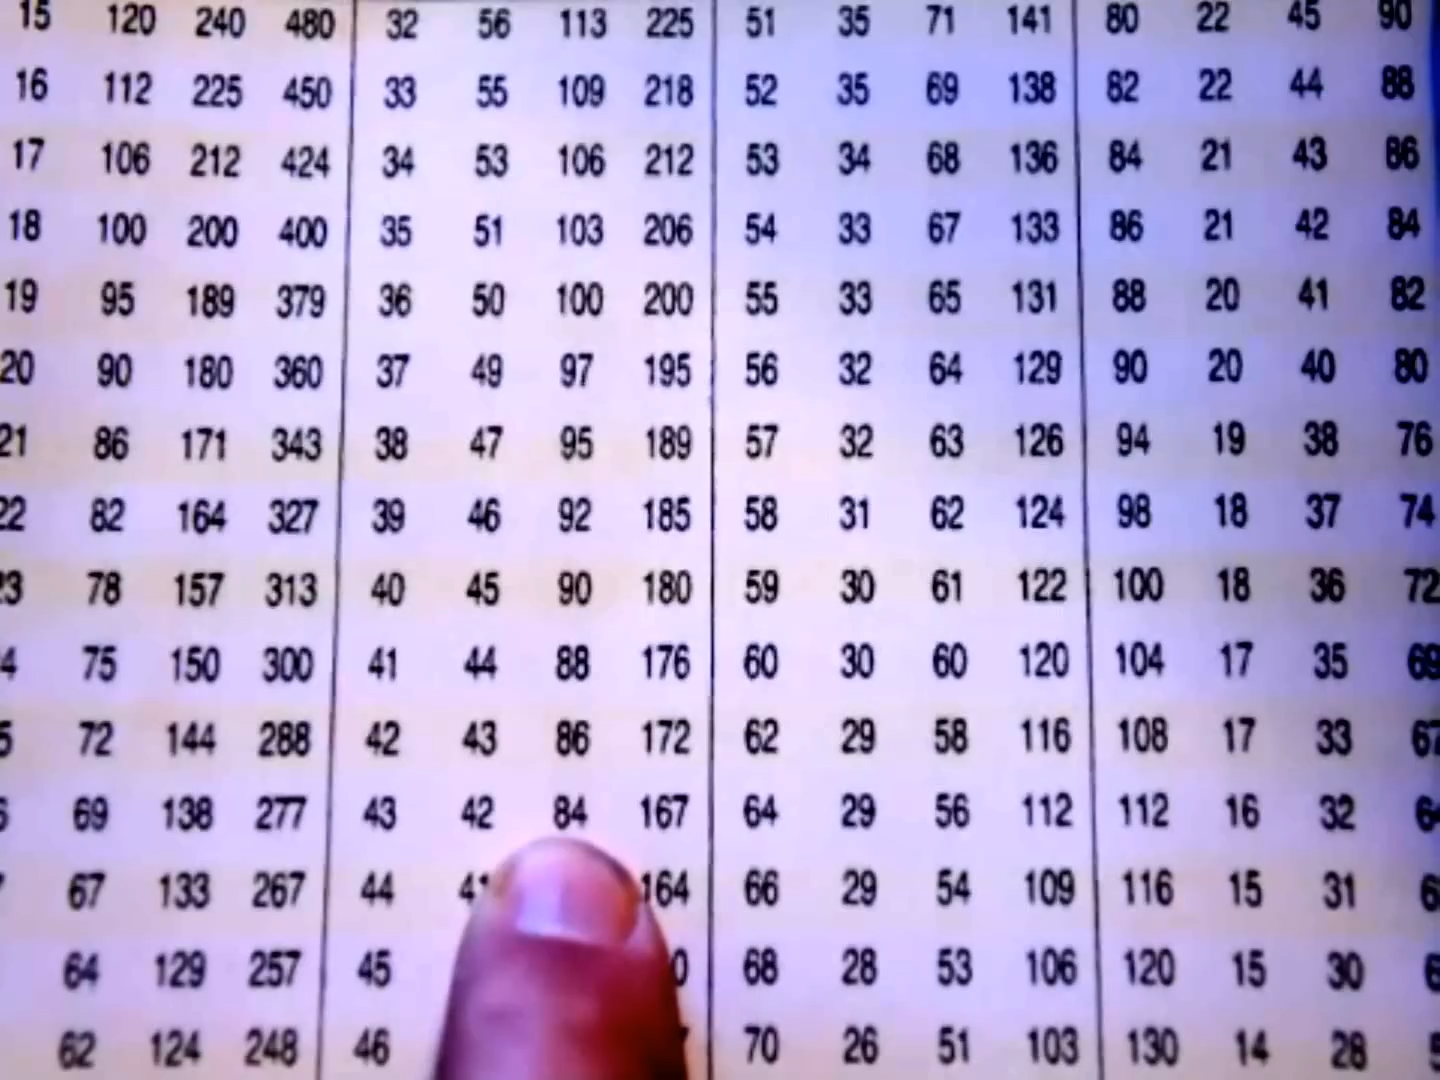 15 120 240 480 32 56 113 225 51 35 71 141 80 22 45 90
16 112 225 450 33 55 109 218 52 35 69 138 82 22 44 88
17 106 212 424 34 53 106 212 53 34 68 136 84 21 43 86
18 100 200 400 35 51 103 206 54 33 67 133 86 21 42 84
19 95 189 379 36 50 100 200 55 33 65 131 88 20 41 82
20 90 180 360 37 49 97 195 56 32 64 129 90 20 40 80
21 86 171 343 38 47 95 189 57 32 63 126 94 19 38 76
22 82 164 327 39 46 92 185 58 31 62 124 98 18 37 74
23 78 157 313 40 45 90 180 59 30 61 122 100 18 36 72
4 75 150 300 41 44 88 176 60 30 60 120 104 17 35 69
5 72 144 288 42 43 86 172 62 29 58 116 108 17 33 67
69 138 277 43 42 84 167 64 29 56 112 112 16 32
67 133 267 44 41 164 66 29 54 109 116 15 31
64 129 257 45 0 68 28 53 106 120 15 30
62 124 248 46 70 26 51 103 130 14 28